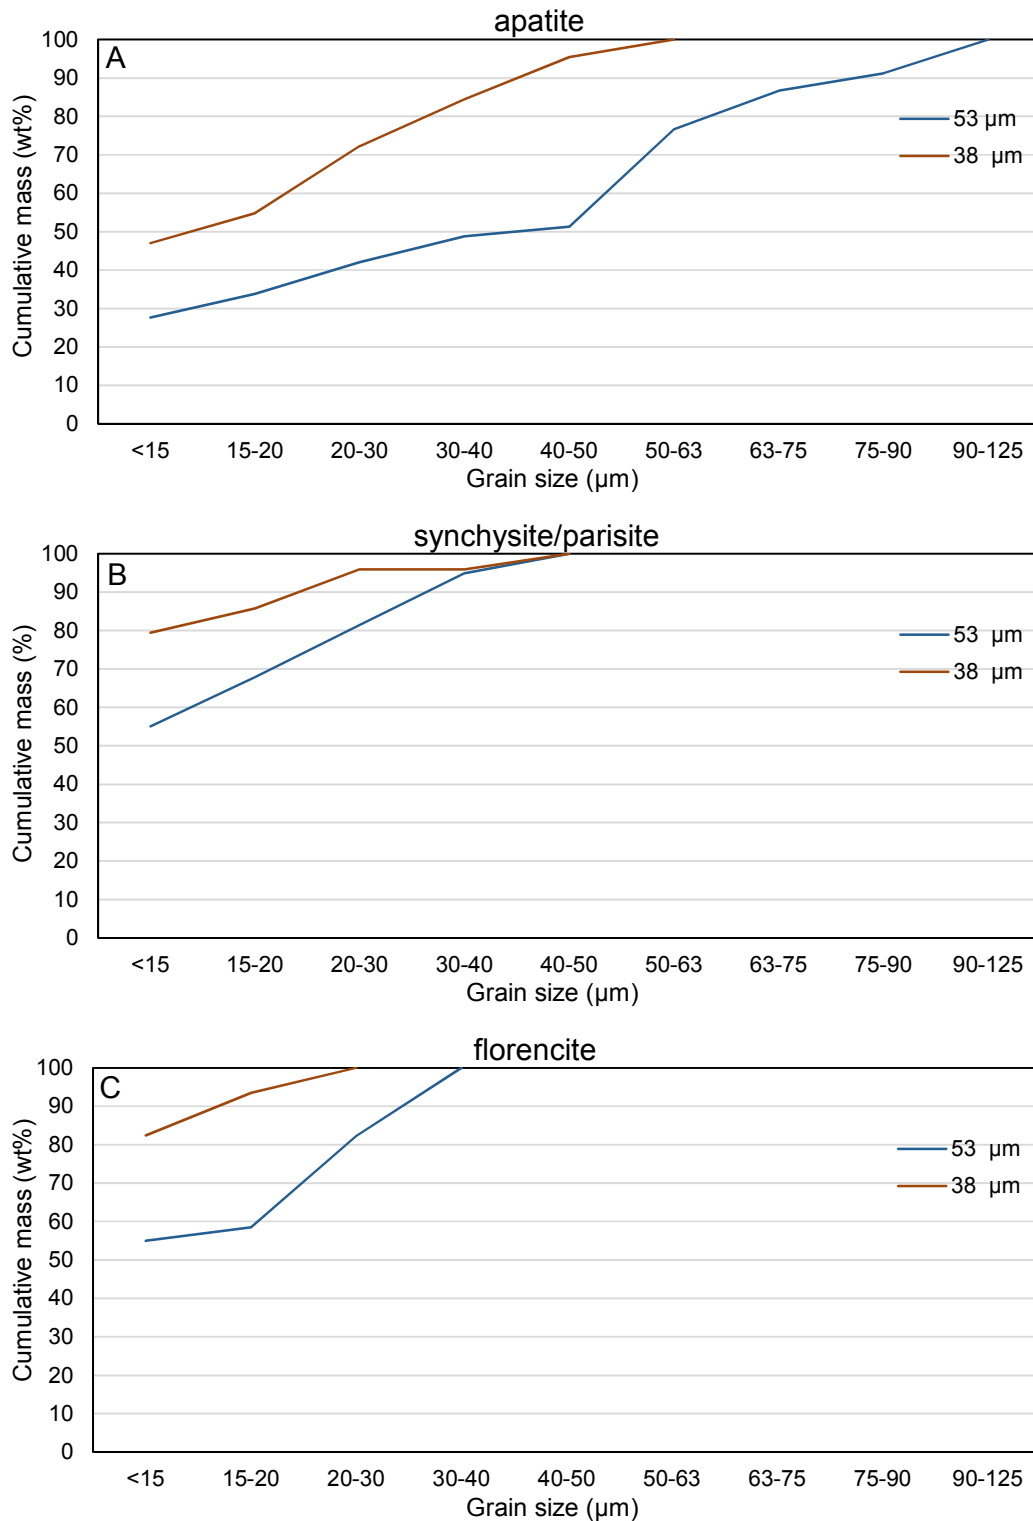 apatite
A
100
90
80
70
60
50
40
30
20
10
0
Cumulative mass (wt%)
53 µm
38 µm
<15 15-20 20-30 30-40 40-50 50-63 63-75 75-90 90-125
Grain size (µm)
synchysite/parisite
B
100
90
80
70
60
50
40
30
20
10
0
Cumulative mass (%)
53 µm
38 µm
<15 15-20 20-30 30-40 40-50 50-63 63-75 75-90 90-125
Grain size (µm)
florencite
C
100
90
80
70
60
50
40
30
20
10
0
Cumulative mass (wt%)
53 µm
38 µm
<15 15-20 20-30 30-40 40-50 50-63 63-75 75-90 90-125
Grain size (µm)